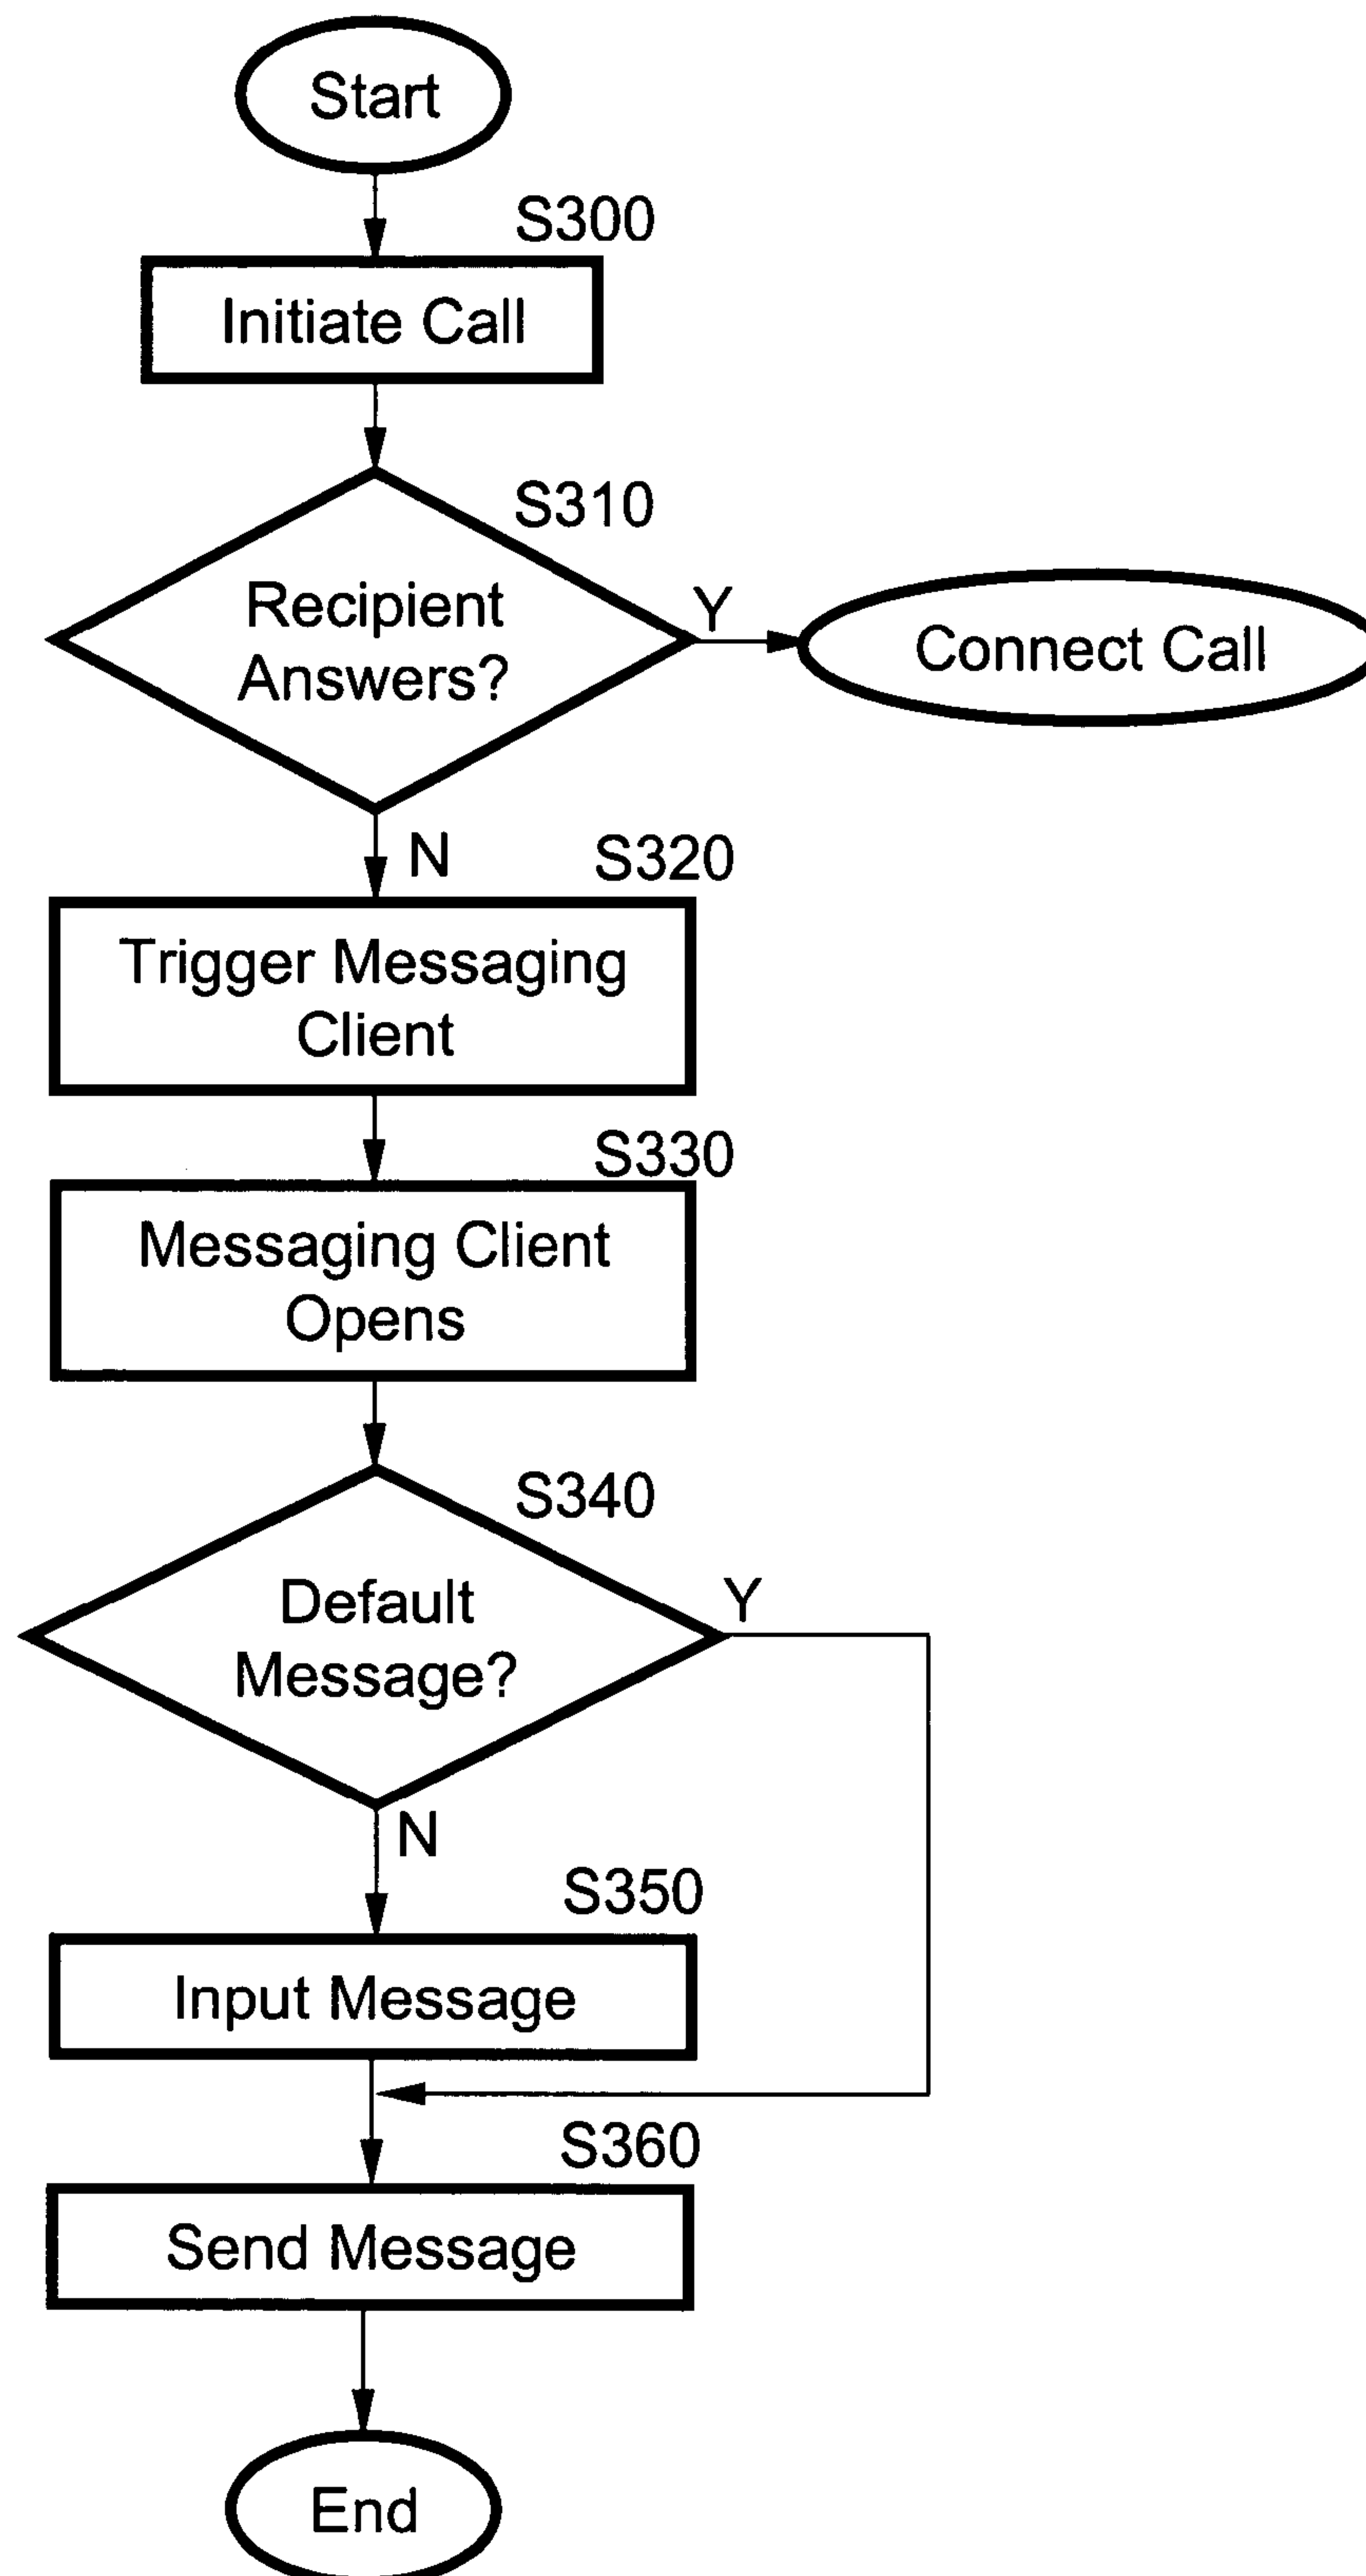 Start
S300
Initiate Call
S310
Recipient
Answers?
Y
Connect Call
N
S320
Trigger Messaging
Client
S330
Messaging Client
Opens
S340
Default
Message?
Y
N
S350
Input Message
S360
Send Message
End